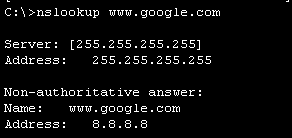 C:\>nslookup www.google.com
Server: [255.255.255.255]
Address:   255.255.255.255
Non-authoritative answer:
Name:   www.google.com
Address:   8.8.8.8